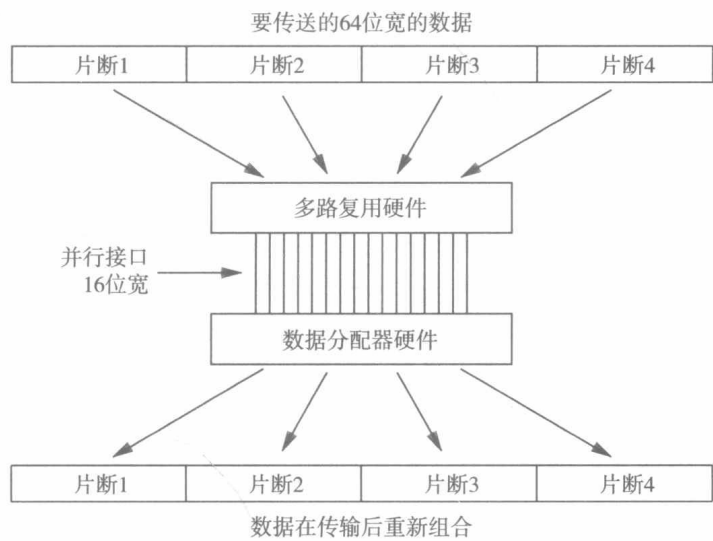 要传送的64位宽的数据
片断1 片断2 片断3 片断4
多路复用硬件
并行接口
16位宽
数据分配器硬件
片断1 片断2 片断3 片断4
数据在传输后重新组合